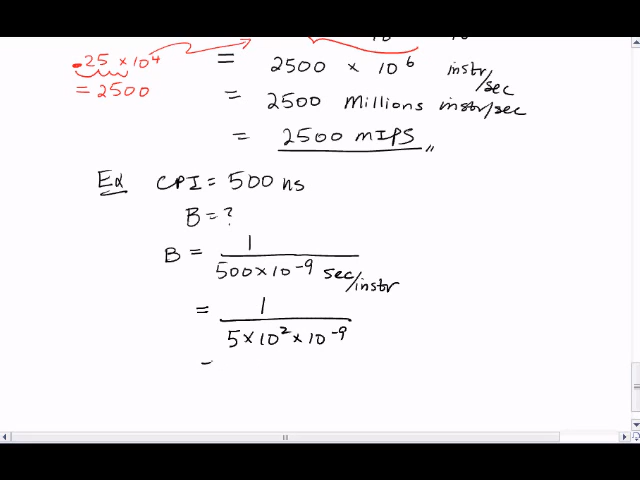 .25 × 10⁴
= 2500
= 2500 × 10⁶ instr/sec
= 2500 Millions instr/sec
= 2500 MIPS
Ex CPI = 500 ns
B = ?
B = 1
500 × 10⁻⁹ sec/instr
= 1
5 × 10² × 10⁻⁹